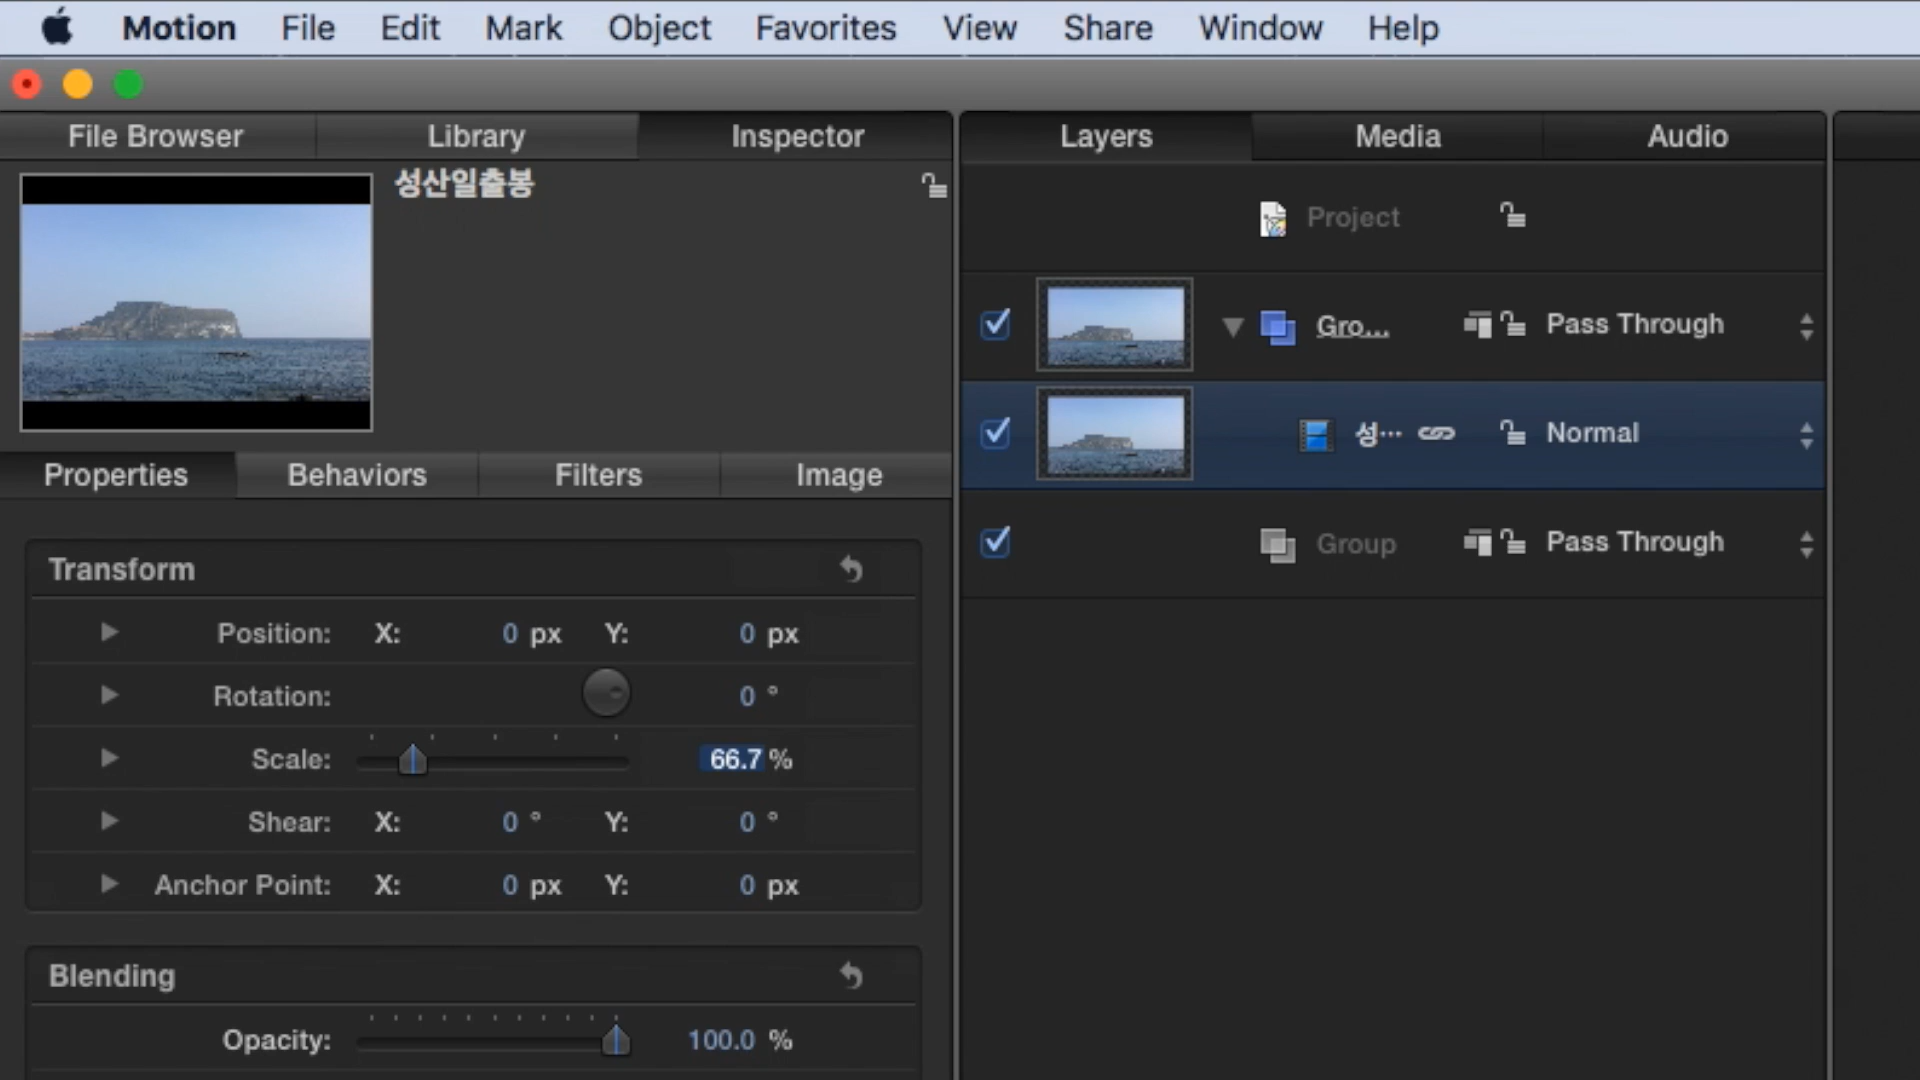 Motion File Edit Mark Object Favorites View Share Window Help
File Browser Library Inspector
성산일출봉
Properties Behaviors Filters Image
Transform
Position: X: 0 px Y: 0 px
Rotation: 0 °
Scale: 66.7 %
Shear: X: 0 ° Y: 0 °
Anchor Point: X: 0 px Y: 0 px
Blending
Opacity: 100.0 %
Layers Media Audio
Project
Gro... Pass Through
성... Normal
Group Pass Through